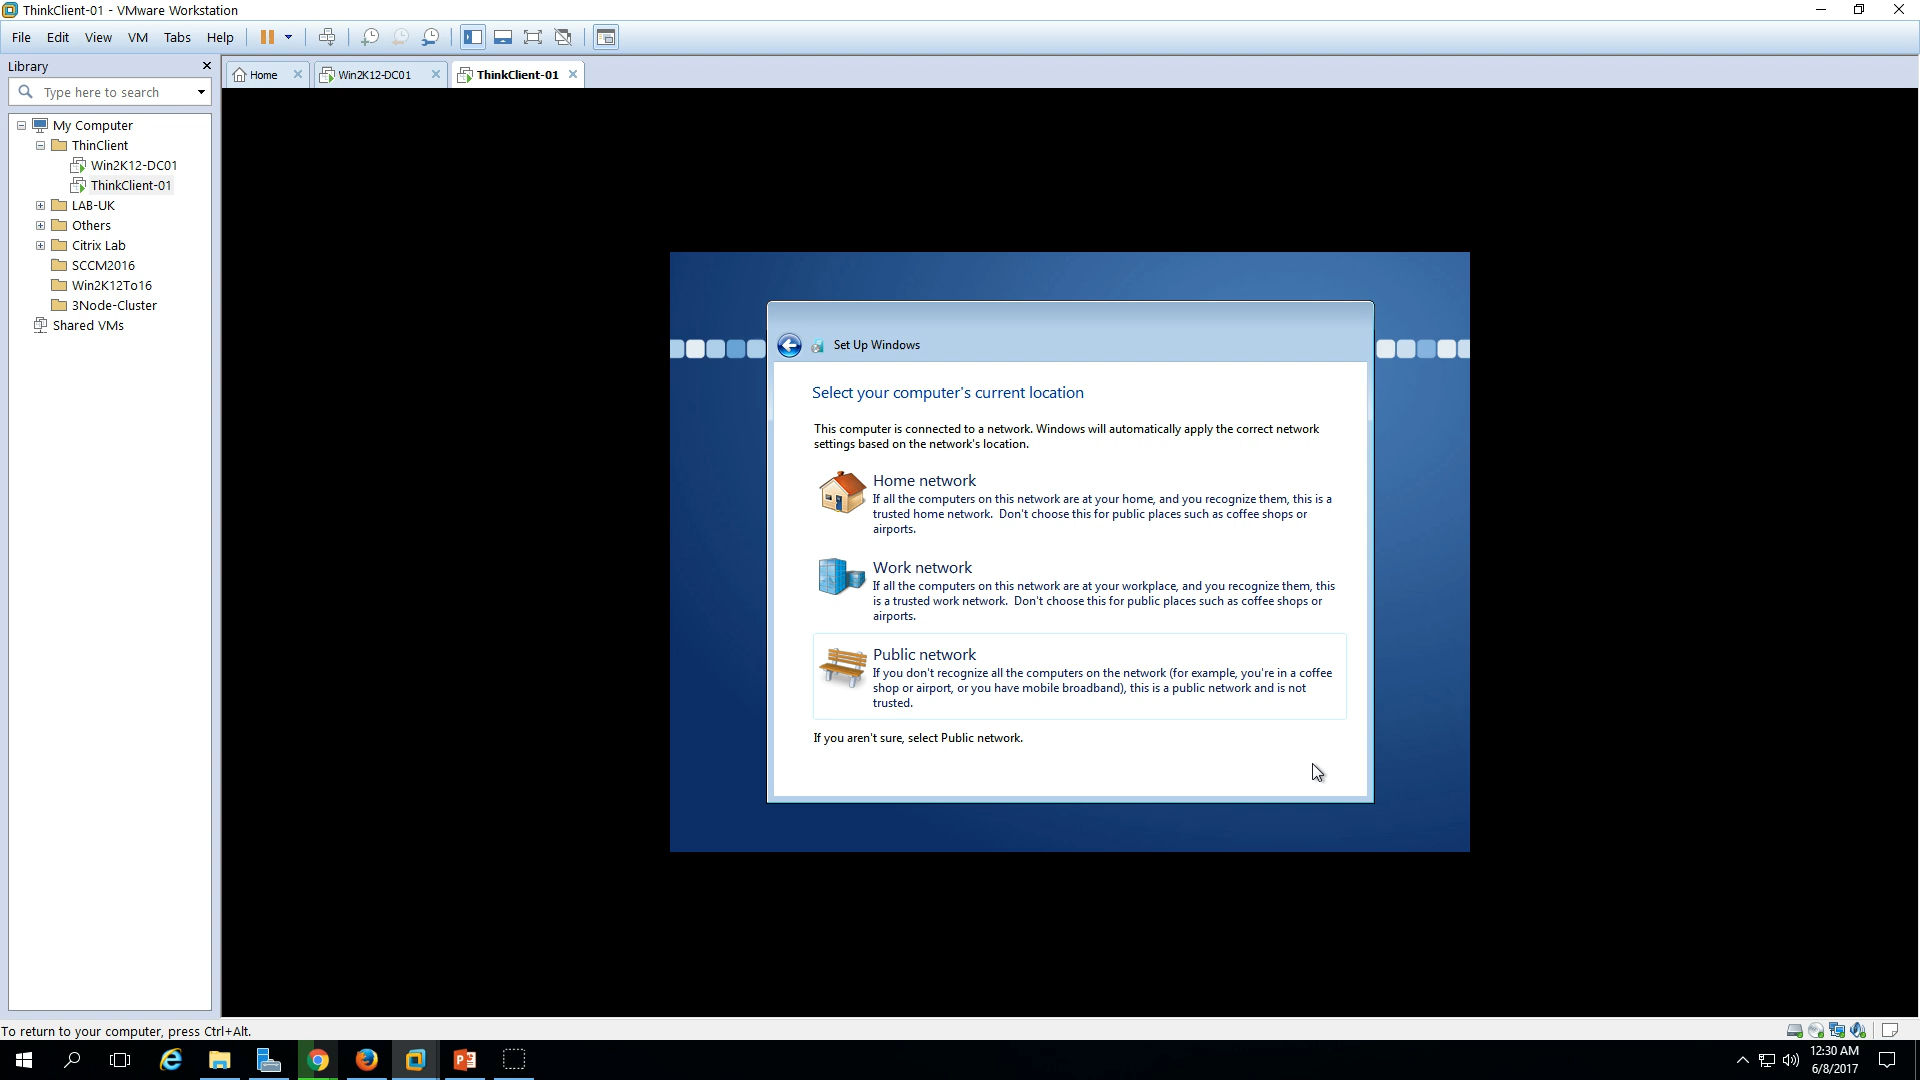 ThinkClient-01 - VMware Workstation
File Edit View VM Tabs Help
Library
Type here to search
Home
Win2K12-DC01
ThinkClient-01
My Computer
ThinClient
Win2K12-DC01
ThinkClient-01
LAB-UK
Others
Citrix Lab
SCCM2016
Win2K12To16
3Node-Cluster
Shared VMs
Set Up Windows
Select your computer's current location
This computer is connected to a network. Windows will automatically apply the correct network
settings based on the network's location.
Home network
If all the computers on this network are at your home, and you recognize them, this is a
trusted home network. Don't choose this for public places such as coffee shops or
airports.
Work network
If all the computers on this network are at your workplace, and you recognize them, this
is a trusted work network. Don't choose this for public places such as coffee shops or
airports.
Public network
If you don't recognize all the computers on the network (for example, you're in a coffee
shop or airport, or you have mobile broadband), this is a public network and is not
trusted.
If you aren't sure, select Public network.
To return to your computer, press Ctrl+Alt.
12:30 AM
6/8/2017